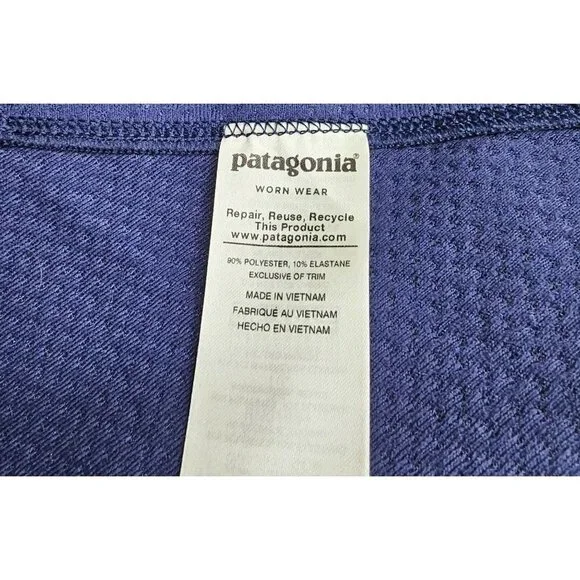 patagonia®
WORN WEAR
Repair, Reuse, Recycle
This Product
www.patagonia.com
90% POLYESTER, 10% ELASTANE
EXCLUSIVE OF TRIM
MADE IN VIETNAM
FABRIQUÉ AU VIETNAM
HECHO EN VIETNAM